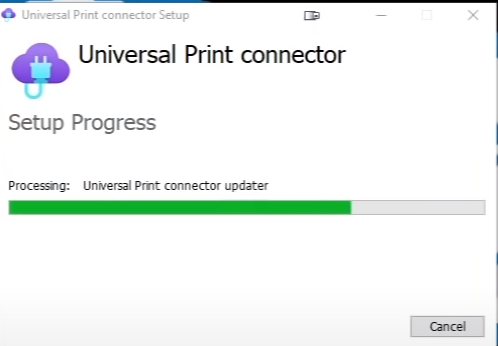 Universal Print connector Setup
Universal Print connector
Setup Progress
Processing: Universal Print connector updater
Cancel